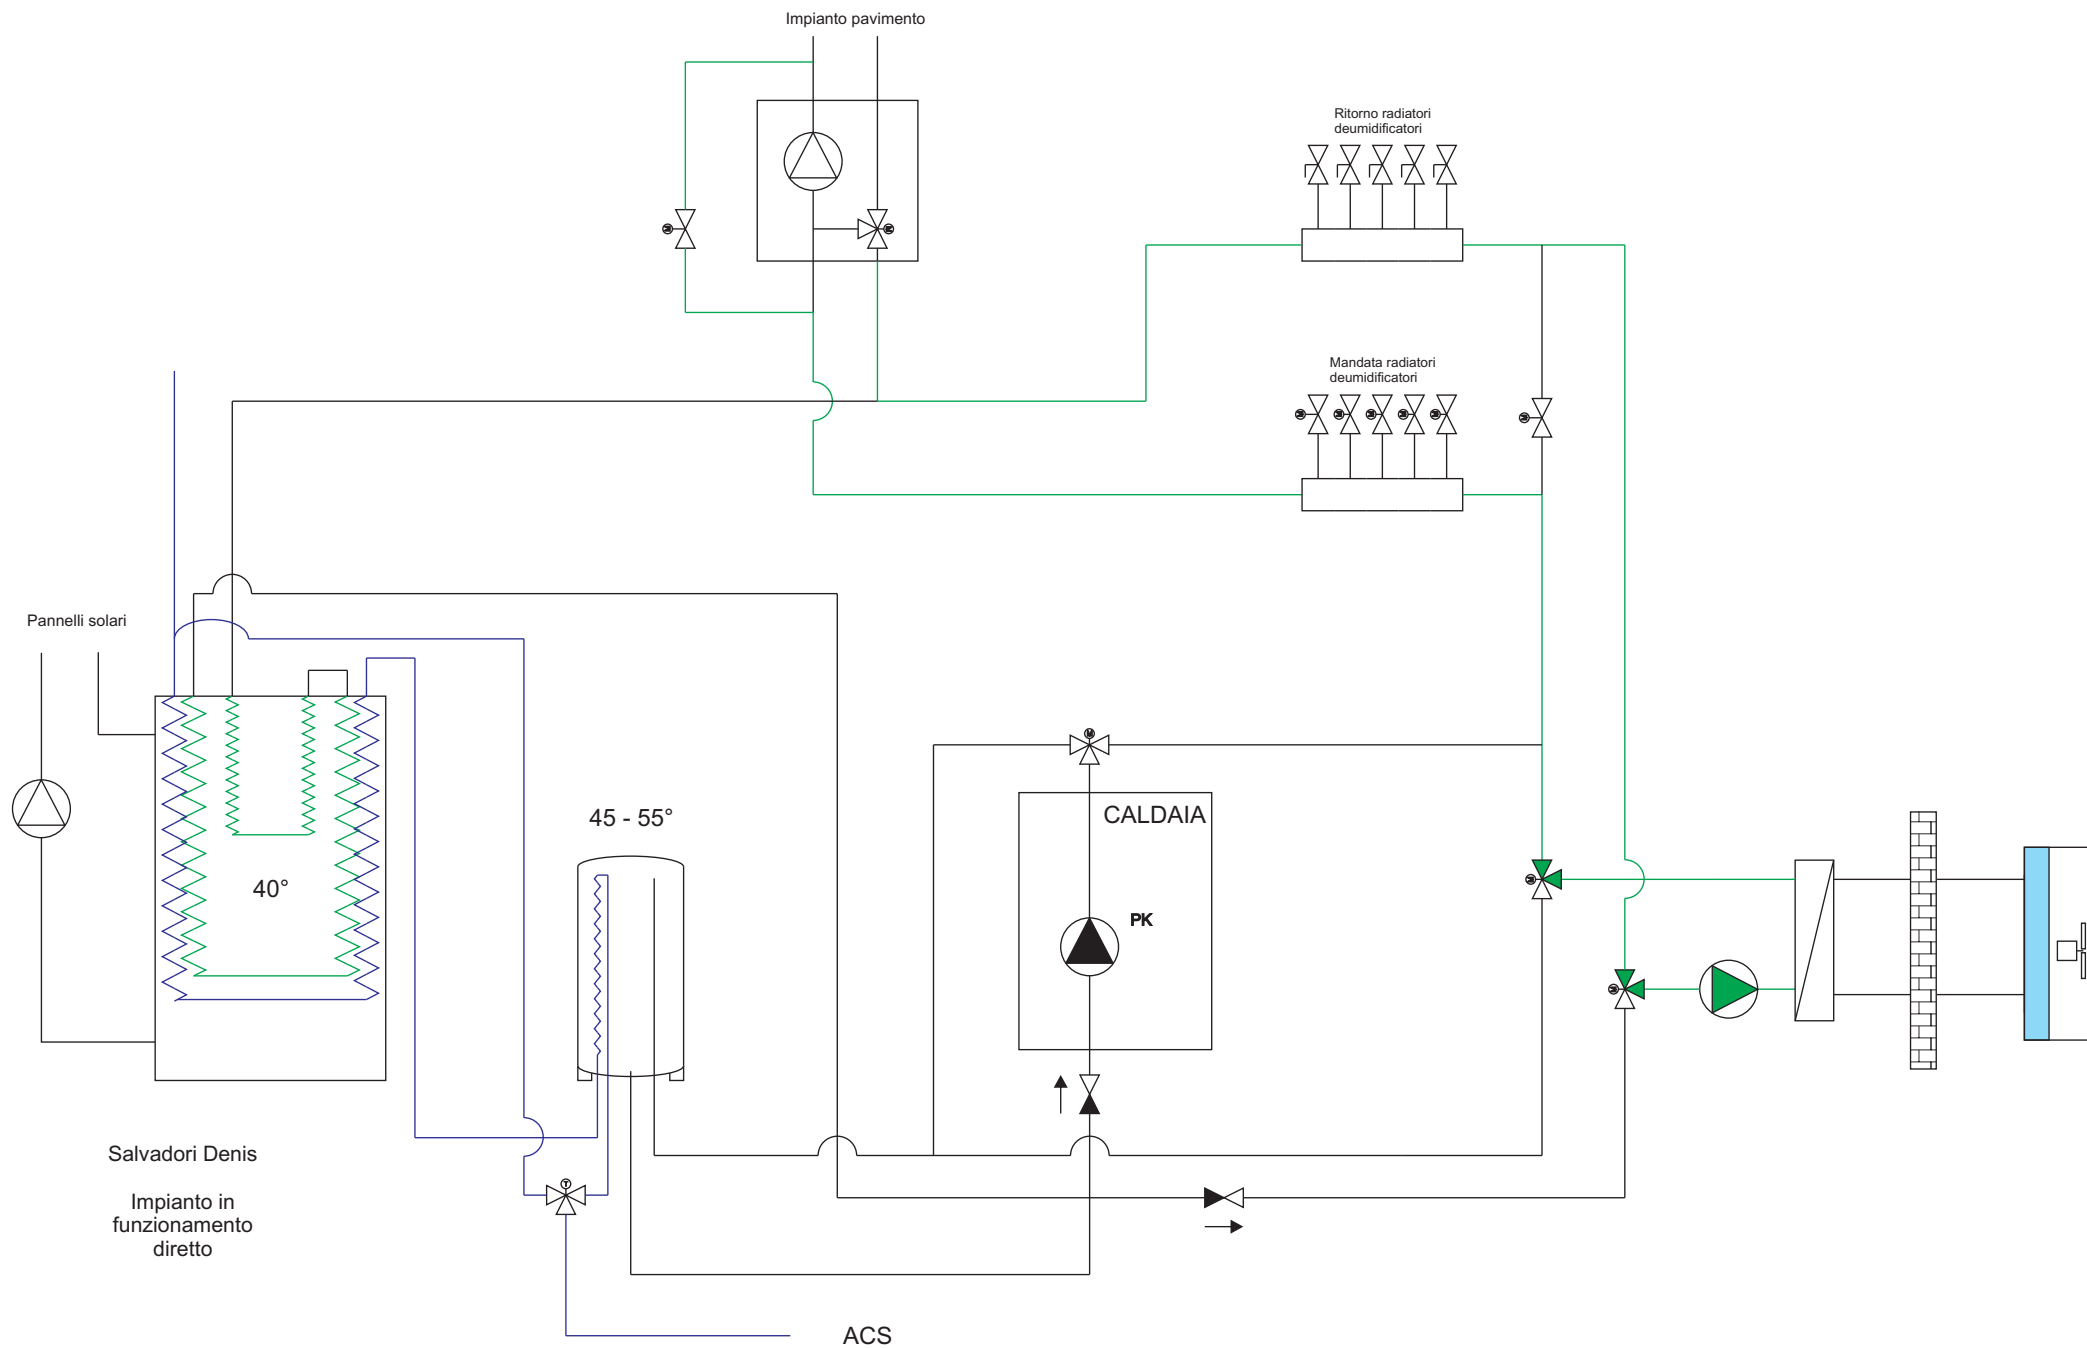 Impianto pavimento
Ritorno radiatori
deumidificatori
Mandata radiatori
deumidificatori
Pannelli solari
45 - 55°
CALDAIA
40°
PK
Salvadori Denis
Impianto in
funzionamento
diretto
ACS